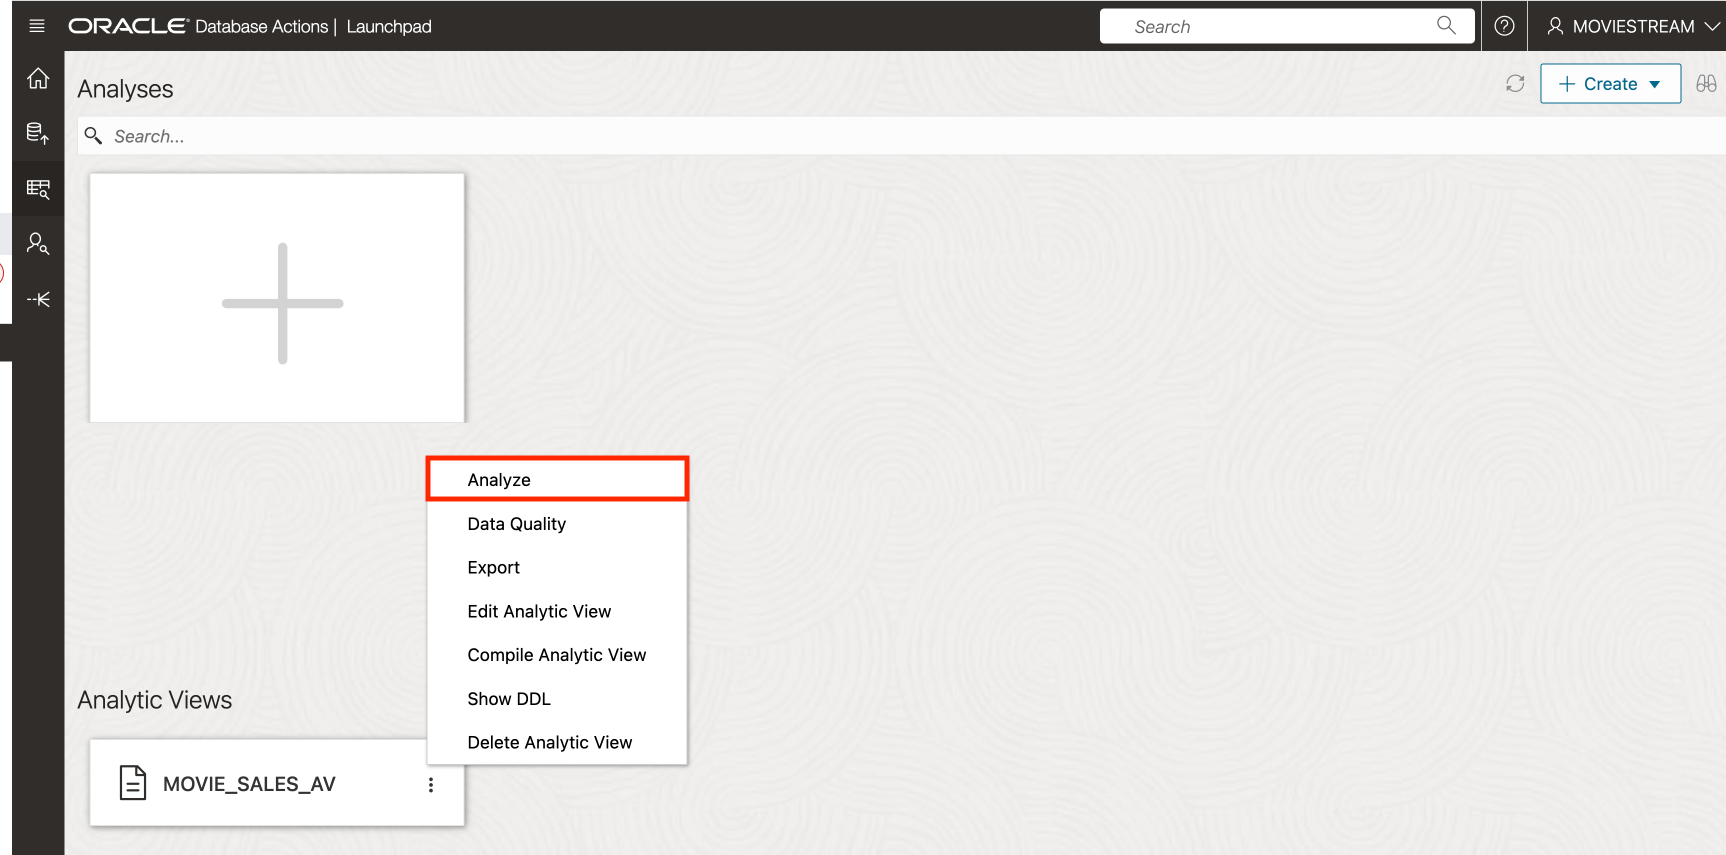 ORACLE® Database Actions | Launchpad
Search
MOVIESTREAM
Analyses
Create
Search...
Analyze
Data Quality
Export
Edit Analytic View
Compile Analytic View
Show DDL
Delete Analytic View
Analytic Views
MOVIE_SALES_AV